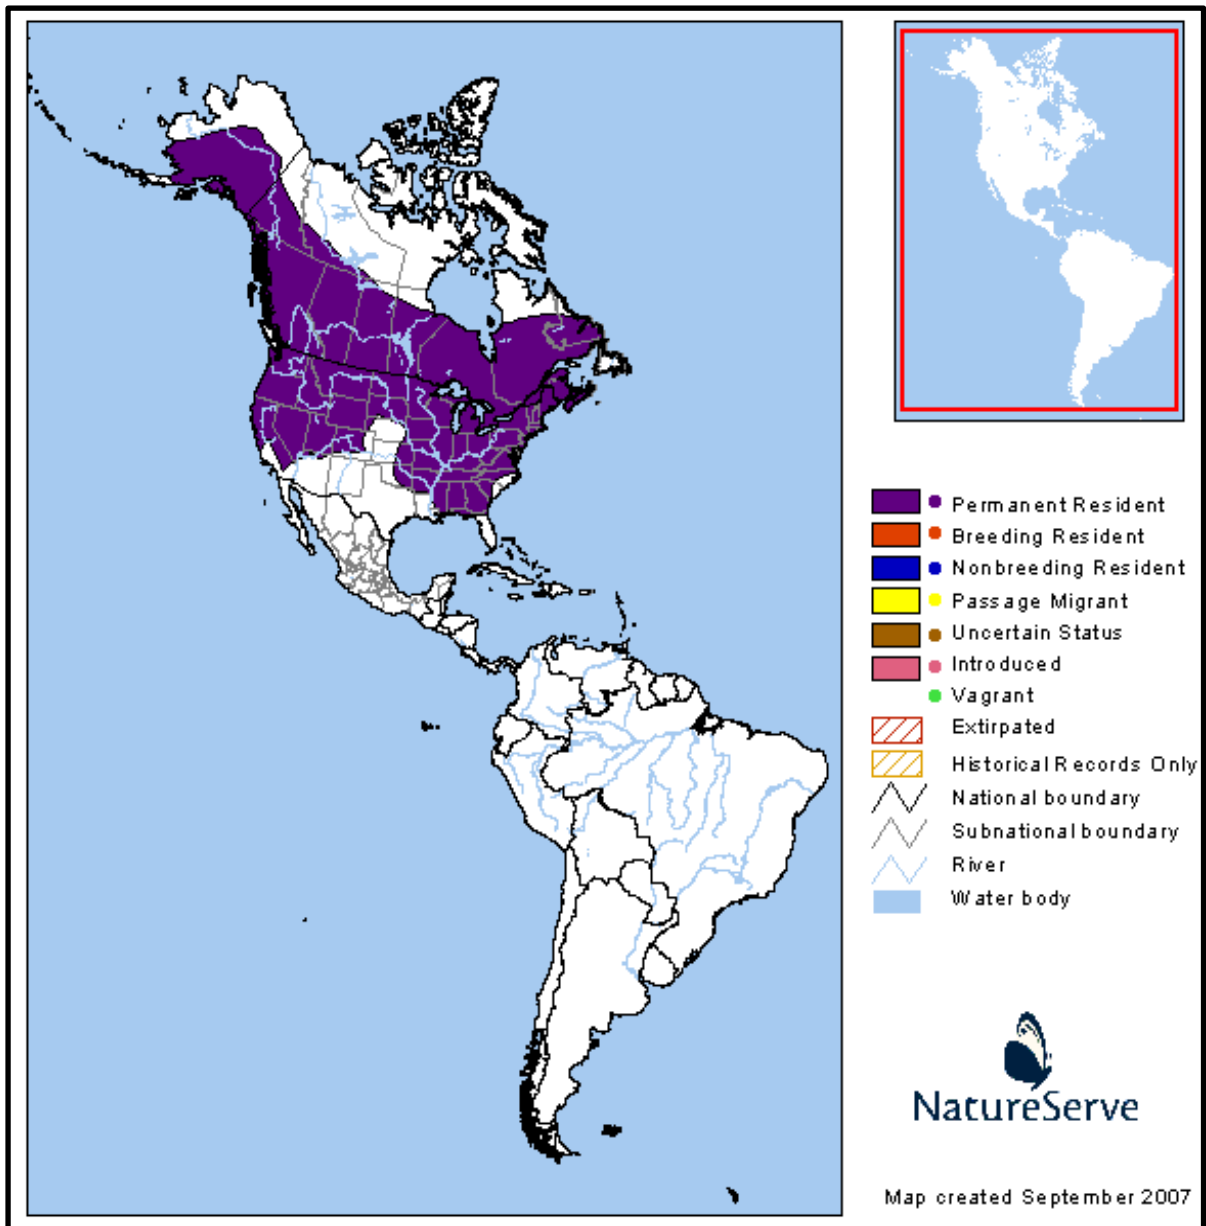 Permanent Resident
Breeding Resident
Nonbreeding Resident
Passage Migrant
Uncertain Status
Introduced
Vagrant
Extirpated
Historical Records Only
National boundary
Subnational boundary
River
Water body
NatureServe
Map created September 2007